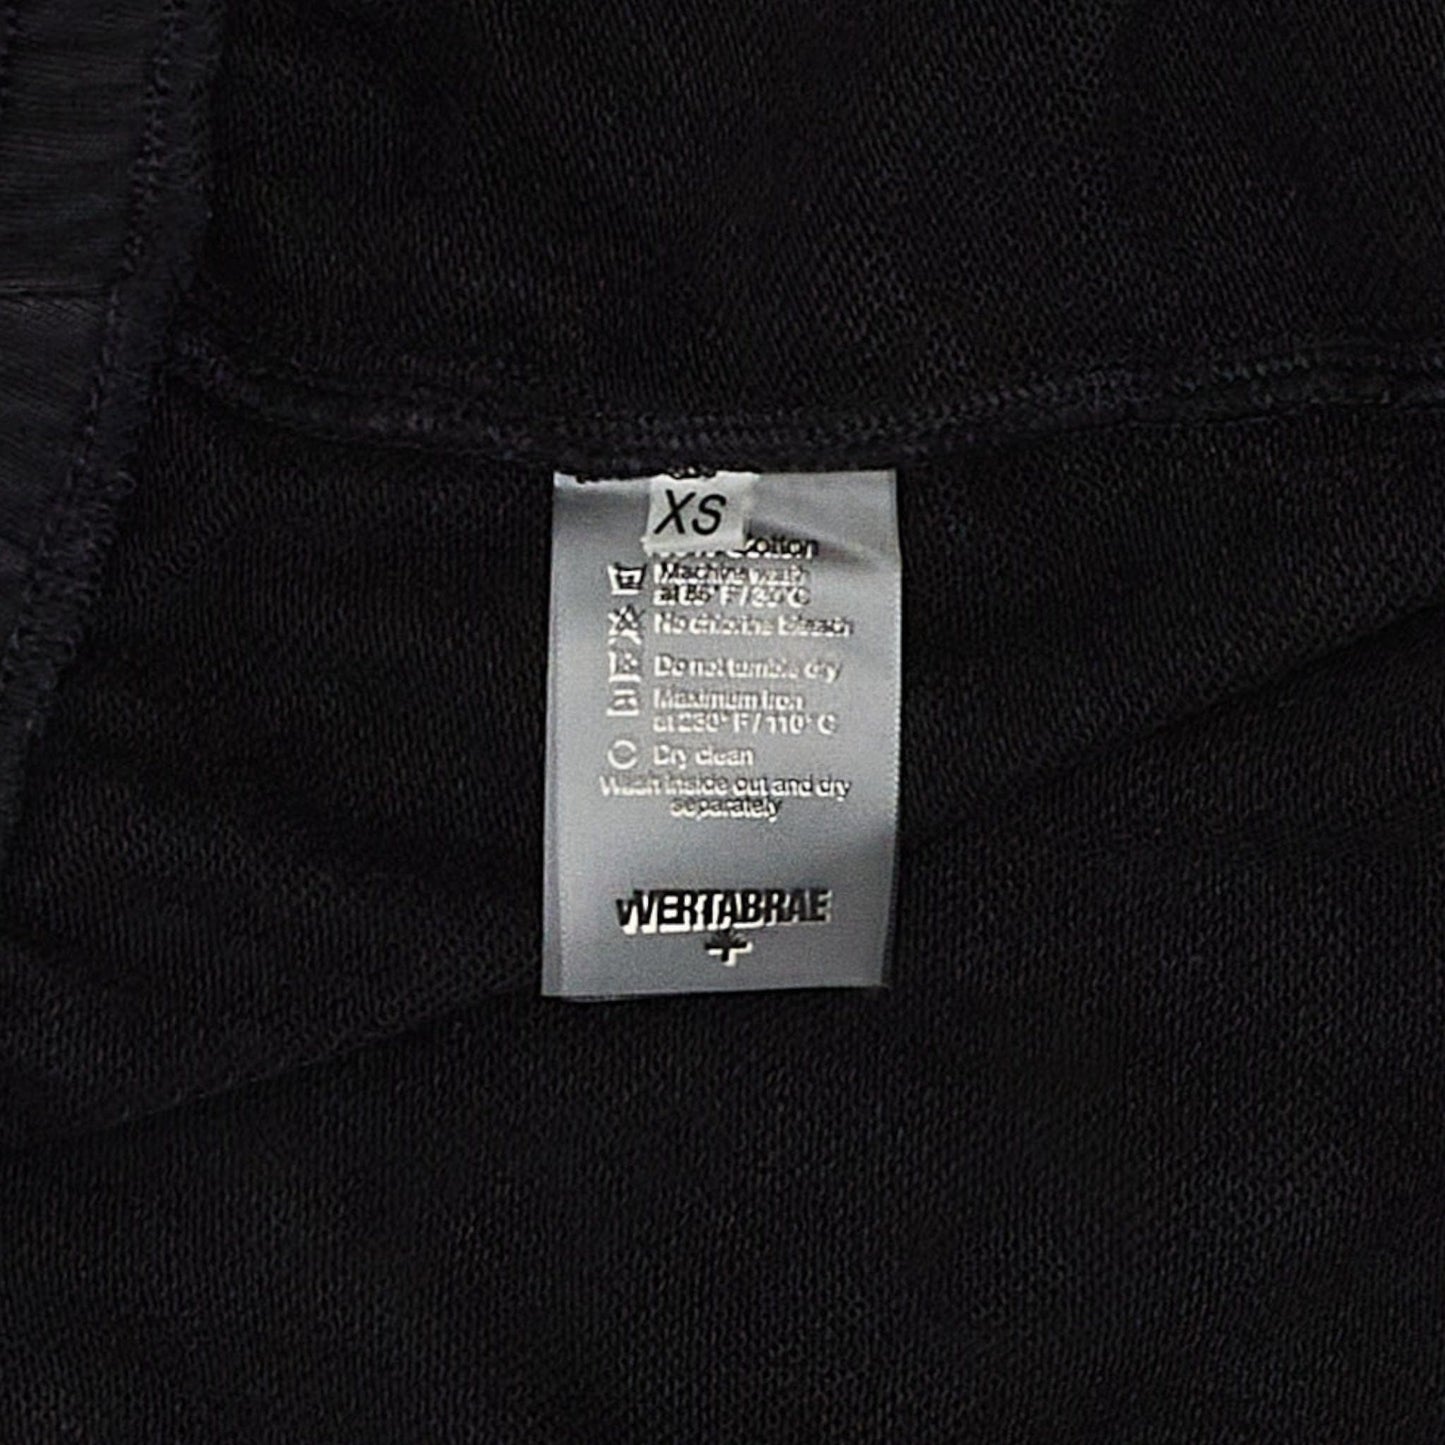 XS
Cotton
Machine wash
at 86°F/30°C
No chlorine bleach
Do not tumble dry
Maximum iron
at 230°F/110°C
Dry clean
Wash inside out and dry
separately
VERTABRAE